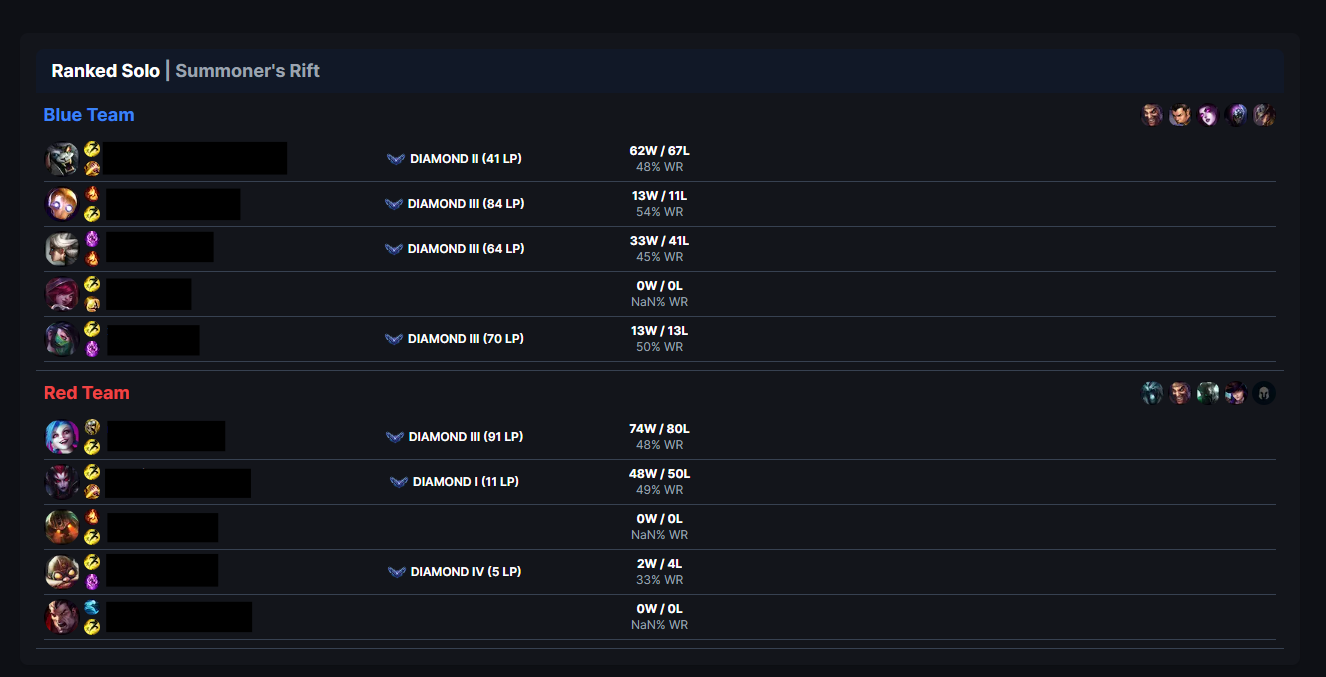 Ranked Solo | Summoner's Rift
Blue Team
DIAMOND II (41 LP)
62W / 67L
48% WR
DIAMOND III (84 LP)
13W / 11L
54% WR
DIAMOND III (64 LP)
33W / 41L
45% WR
0W / 0L
NaN% WR
DIAMOND III (70 LP)
13W / 13L
50% WR
Red Team
DIAMOND III (91 LP)
74W / 80L
48% WR
DIAMOND I (11 LP)
48W / 50L
49% WR
0W / 0L
NaN% WR
DIAMOND IV (5 LP)
2W / 4L
33% WR
0W / 0L
NaN% WR